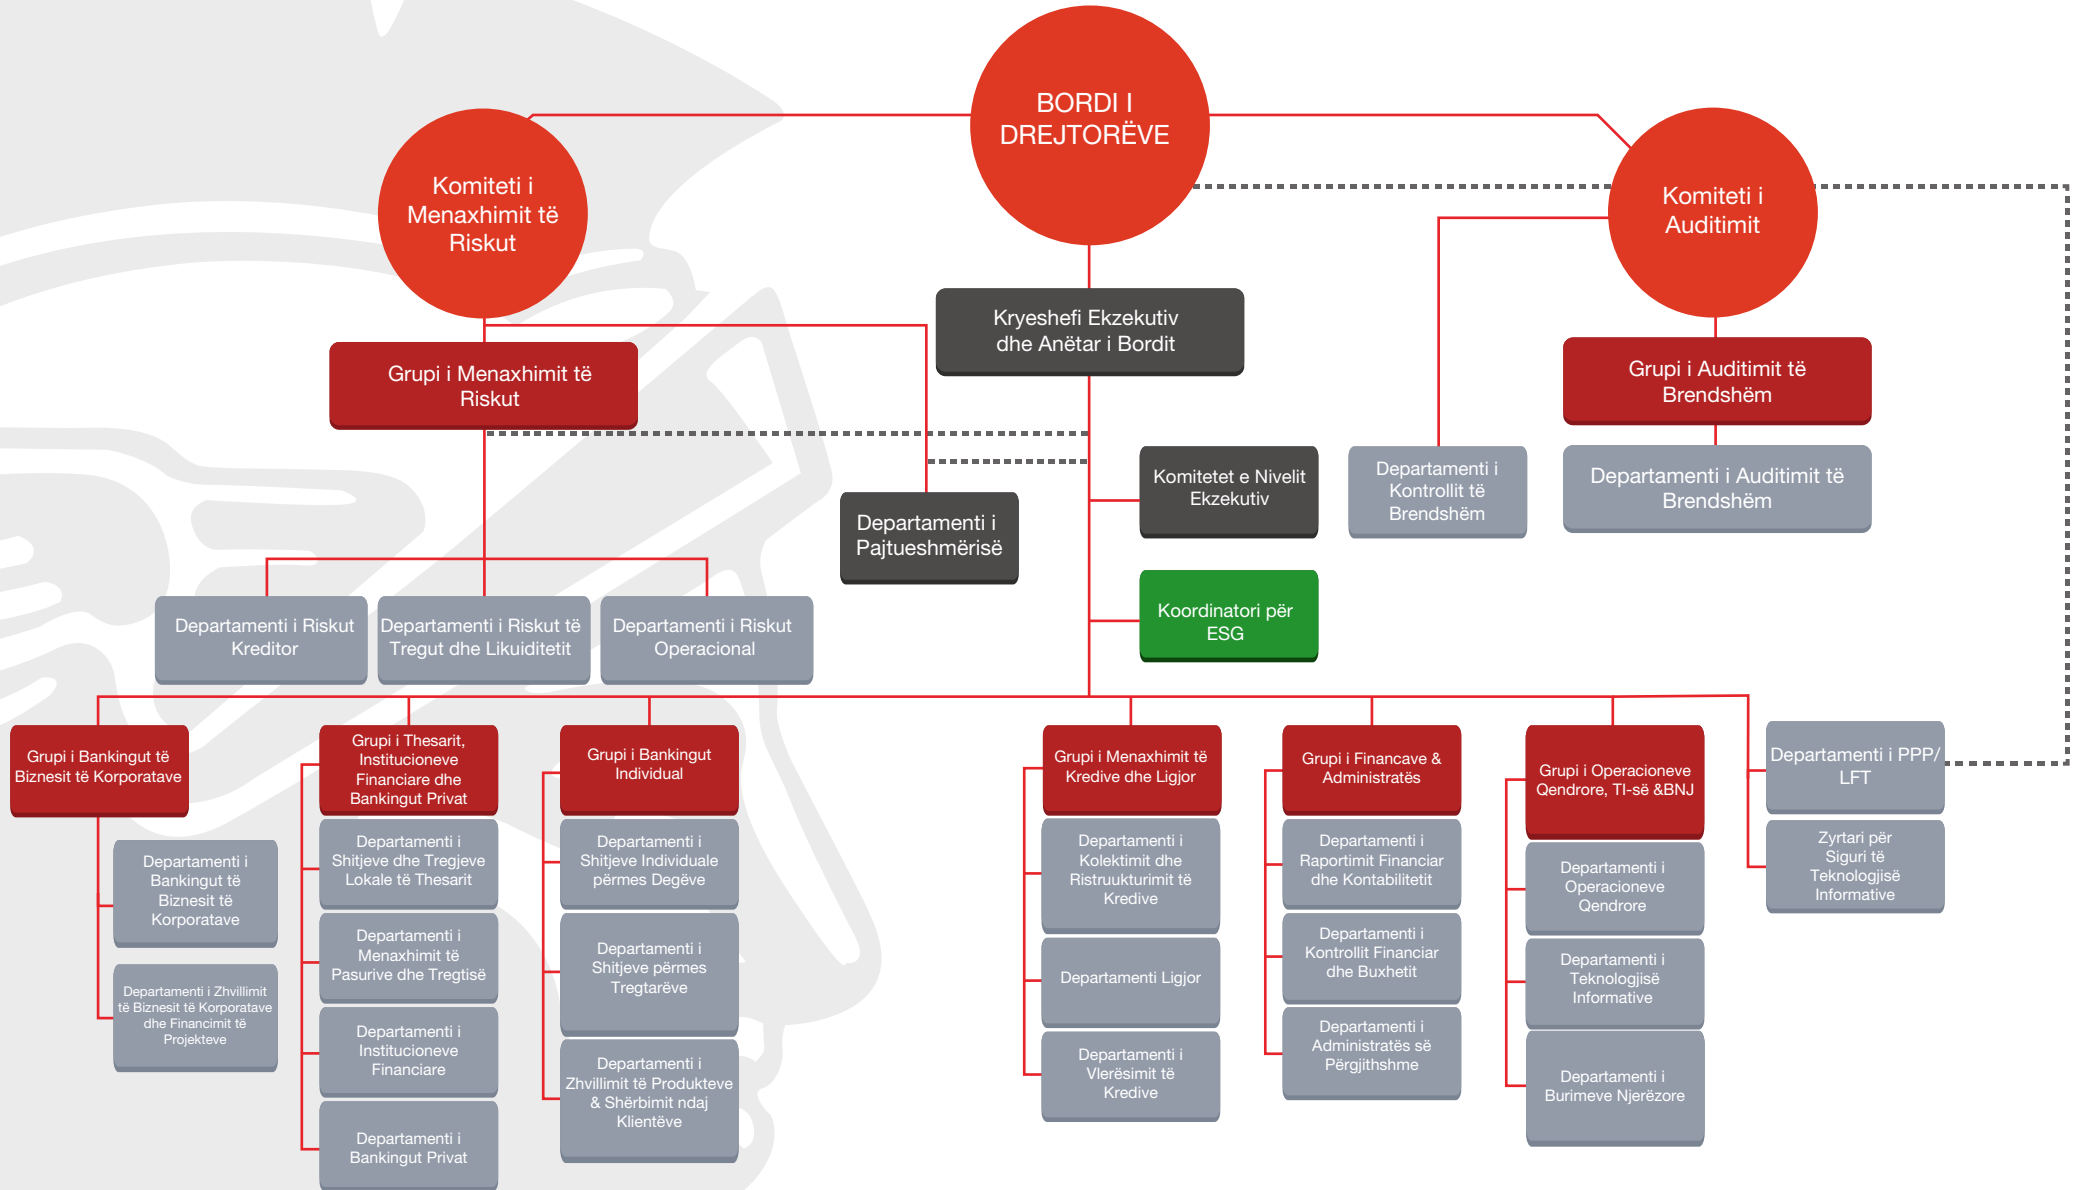 BORDI I
DREJTORËVE
Komiteti i
Menaxhimit të
Riskut
Komiteti i
Auditimit
Kryeshefi Ekzekutiv
dhe Anëtar i Bordit
Grupi i Menaxhimit të
Riskut
Grupi i Auditimit të
Brendshëm
Komitetet e Nivelit
Ekzekutiv
Departamenti i
Kontrollit të
Brendshëm
Departamenti i Auditimit të
Brendshëm
Departamenti i
Pajtueshmërisë
Koordinatori për
ESG
Departamenti i Riskut
Kreditor
Departamenti i Riskut të
Tregut dhe Likuiditetit
Departamenti i Riskut
Operacional
Grupi i Bankingut të
Biznesit të Korporatave
Departamenti i
Bankingut të
Biznesit të
Korporatave
Departamenti i Zhvillimit
të Biznesit të Korporatave
dhe Financimit të
Projekteve
Grupi i Thesarit,
Institucioneve
Financiare dhe
Bankingut Privat
Departamenti i
Shitjeve dhe Tregjeve
Lokale të Thesarit
Departamenti i
Menaxhimit të
Pasurive dhe Tregtisë
Departamenti i
Institucioneve
Financiare
Departamenti i
Bankingut Privat
Grupi i Bankingut
Individual
Departamenti i
Shitjeve Individuale
përmes Degëve
Departamenti i
Shitjeve përmes
Tregtarëve
Departamenti i
Zhvillimit të Produkteve
& Shërbimit ndaj
Klientëve
Grupi i Menaxhimit të
Kredive dhe Ligjor
Departamenti i
Kolektimit dhe
Ristruukturimit të
Kredive
Departamenti Ligjor
Departamenti i
Vlerësimit të
Kredive
Grupi i Financave &
Administratës
Departamenti i
Raportimit Financiar
dhe Kontabilitetit
Departamenti i
Kontrollit Financiar
dhe Buxhetit
Departamenti i
Administratës së
Përgjithshme
Grupi i Operacioneve
Qendrore, TI-së &BNJ
Departamenti i
Operacioneve
Qendrore
Departamenti i
Teknologjisë
Informative
Departamenti i
Burimeve Njerëzore
Departamenti i PPP/
LFT
Zyrtari për
Siguri të
Teknologjisë
Informative